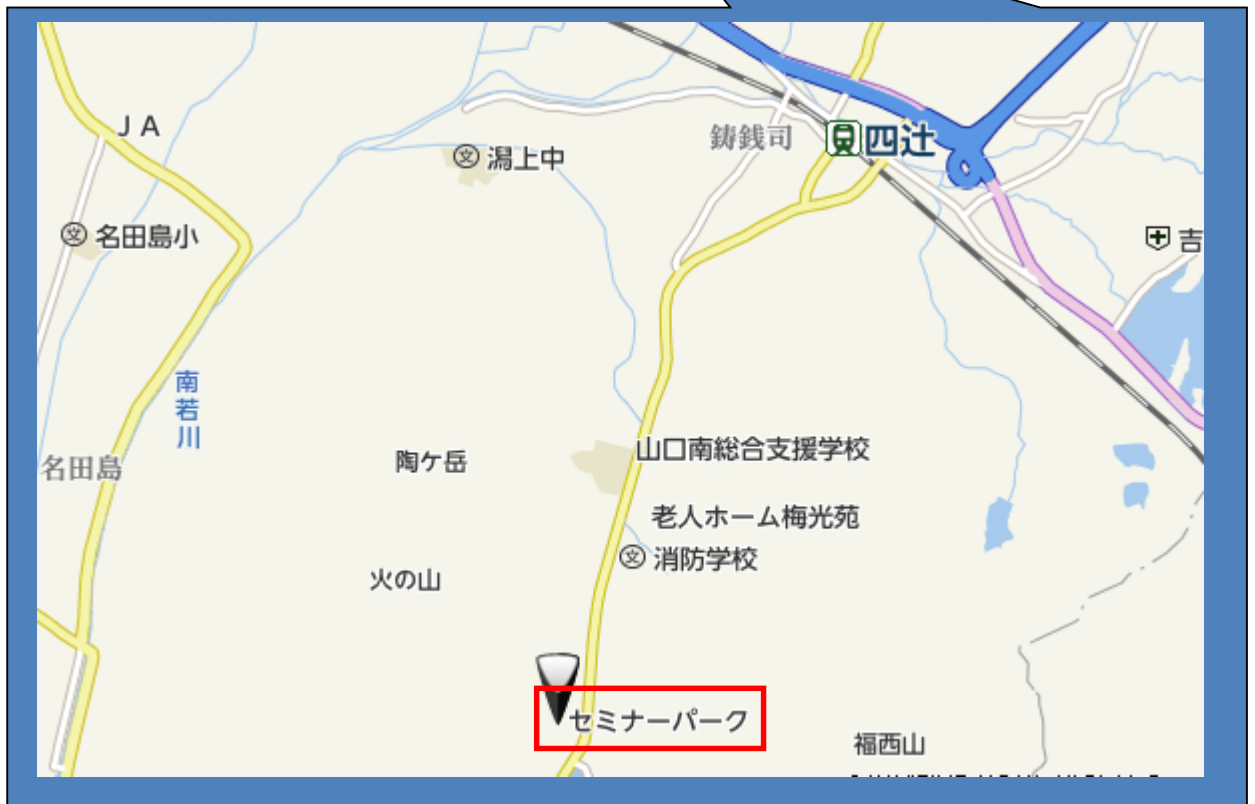 JA
潟上中
鋳銭司
四辻
名田島小
吉
南若川
名田島
陶ケ岳
山口南総合支援学校
老人ホーム梅光苑
消防学校
火の山
セミナーパーク
福西山